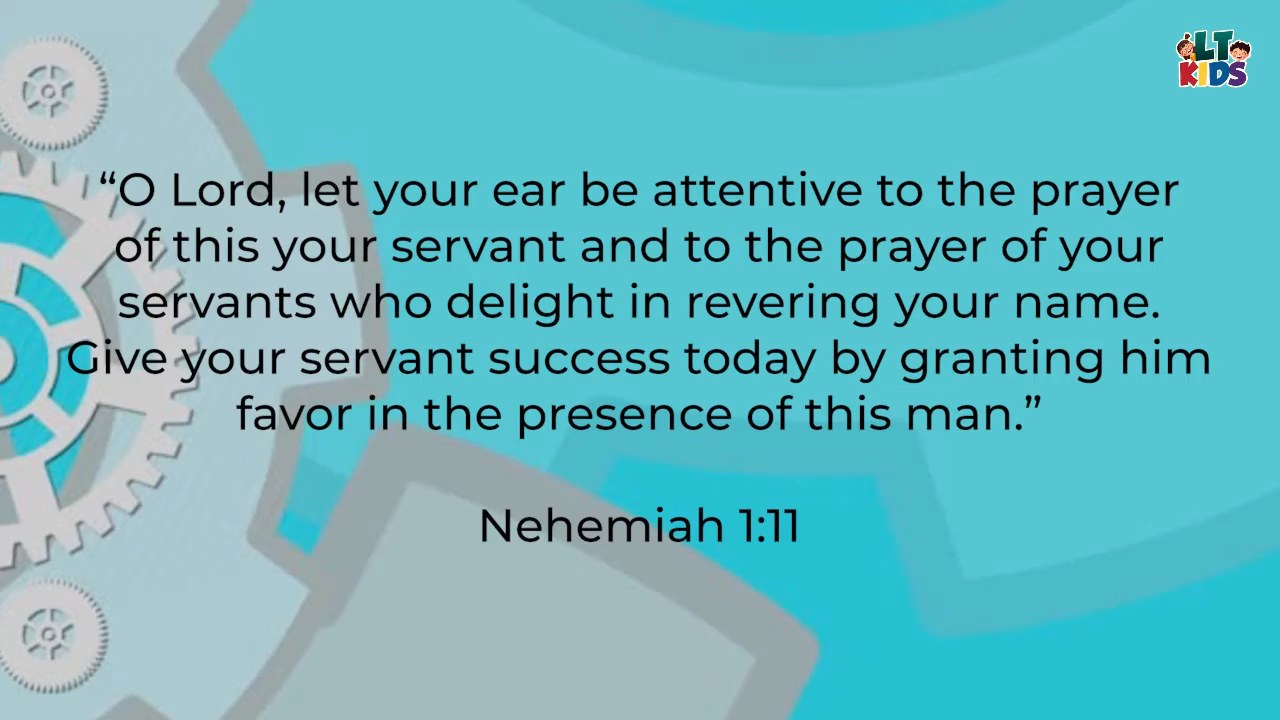 LT
KIDS
“O Lord, let your ear be attentive to the prayer
of this your servant and to the prayer of your
servants who delight in revering your name.
Give your servant success today by granting him
favor in the presence of this man.”
Nehemiah 1:11